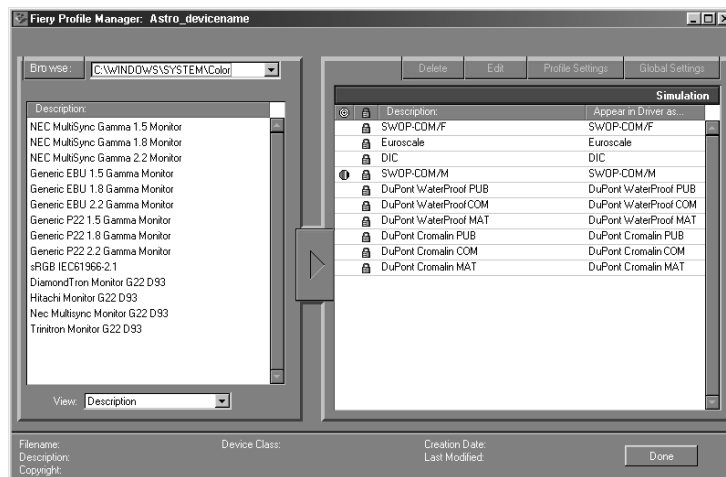 Fiery Profile Manager: Astro_devicename
Browse:
C:\WINDOWS\SYSTEM\Color
Description:
NEC MultiSync Gamma 1.5 Monitor
NEC MultiSync Gamma 1.8 Monitor
NEC MultiSync Gamma 2.2 Monitor
Generic EBU 1.5 Gamma Monitor
Generic EBU 1.8 Gamma Monitor
Generic EBU 2.2 Gamma Monitor
Generic P22 1.5 Gamma Monitor
Generic P22 1.8 Gamma Monitor
Generic P22 2.2 Gamma Monitor
sRGB IEC61966-2.1
DiamondTron Monitor G22 D93
Hitachi Monitor G22 D93
Nec Multisync Monitor G22 D93
Trinitron Monitor G22 D93
View: Description
Delete Edit Profile Settings Global Settings
Simulation
Description: Appear in Driver as...
SWOP-COM/F SWOP-COM/F
Euroscale Euroscale
DIC DIC
SWOP-COM/M SWOP-COM/M
DuPont WaterProof PUB DuPont WaterProof PUB
DuPont WaterProof COM DuPont WaterProof COM
DuPont WaterProof MAT DuPont WaterProof MAT
DuPont Cromalin PUB DuPont Cromalin PUB
DuPont Cromalin COM DuPont Cromalin COM
DuPont Cromalin MAT DuPont Cromalin MAT
Filename: Device Class: Creation Date:
Description: Last Modified:
Copyright:
Done